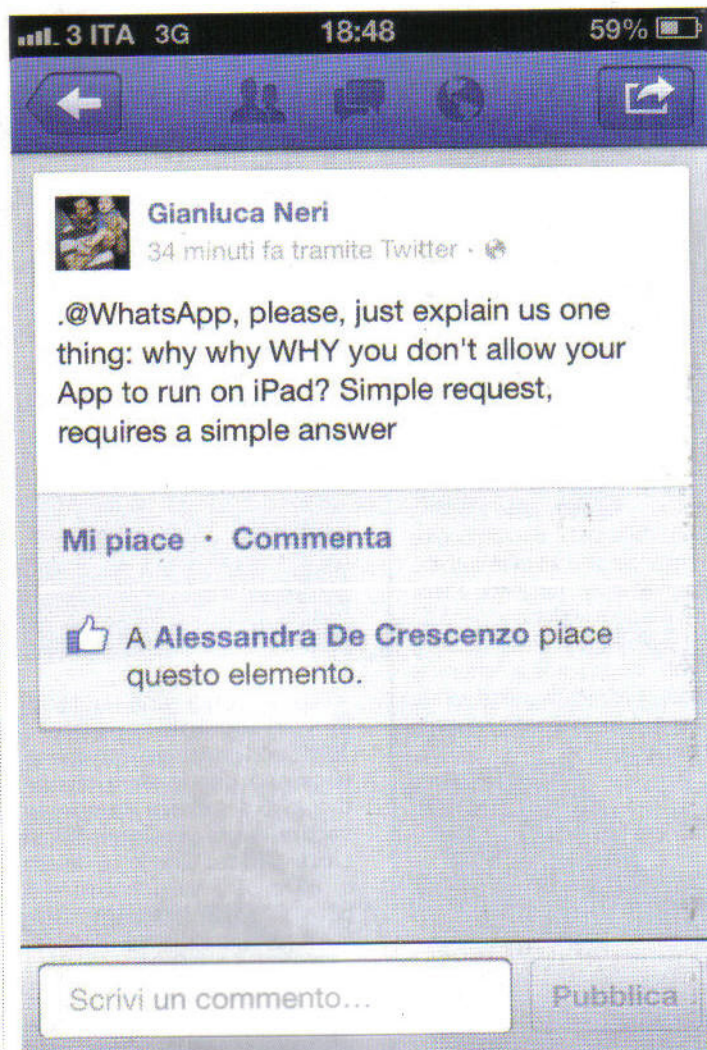 3 ITA 3G 18:48 59%
Gianluca Neri
34 minuti fa tramite Twitter ·
.@WhatsApp, please, just explain us one
thing: why why WHY you don't allow your
App to run on iPad? Simple request,
requires a simple answer
Mi piace · Commenta
A Alessandra De Crescenzo piace
questo elemento.
Scrivi un commento... Pubblica